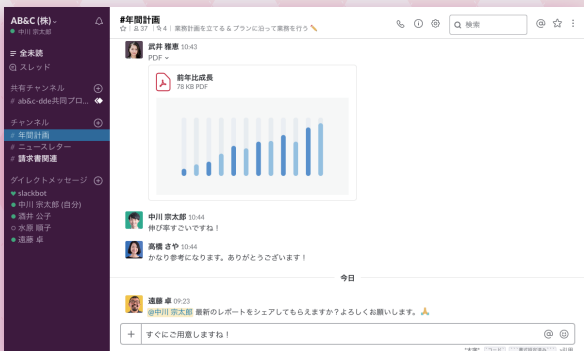 AB&C (株)
中川 宗太郎
全未読
スレッド
共有チャンネル
# ab&c-dde共同プロ...
チャンネル
# 年間計画
# ニュースレター
# 請求書関連
ダイレクトメッセージ
slackbot
中川 宗太郎 (自分)
酒井 公子
水原 順子
遠藤 卓
#年間計画
37 | 4 | 業務計画を立てる & プランに沿って業務を行う
検索
武井 雅恵 10:43
PDF
前年比成長
78 KB PDF
中川 宗太郎 10:44
伸び率すごいですね！
高橋 さや 10:44
かなり参考になります。ありがとうございます！
今日
遠藤 卓 09:23
@中川 宗太郎 最新のレポートをシェアしてもらえますか？よろしくお願いします。🙏
すぐにご用意しますね！
*太字*
>引用